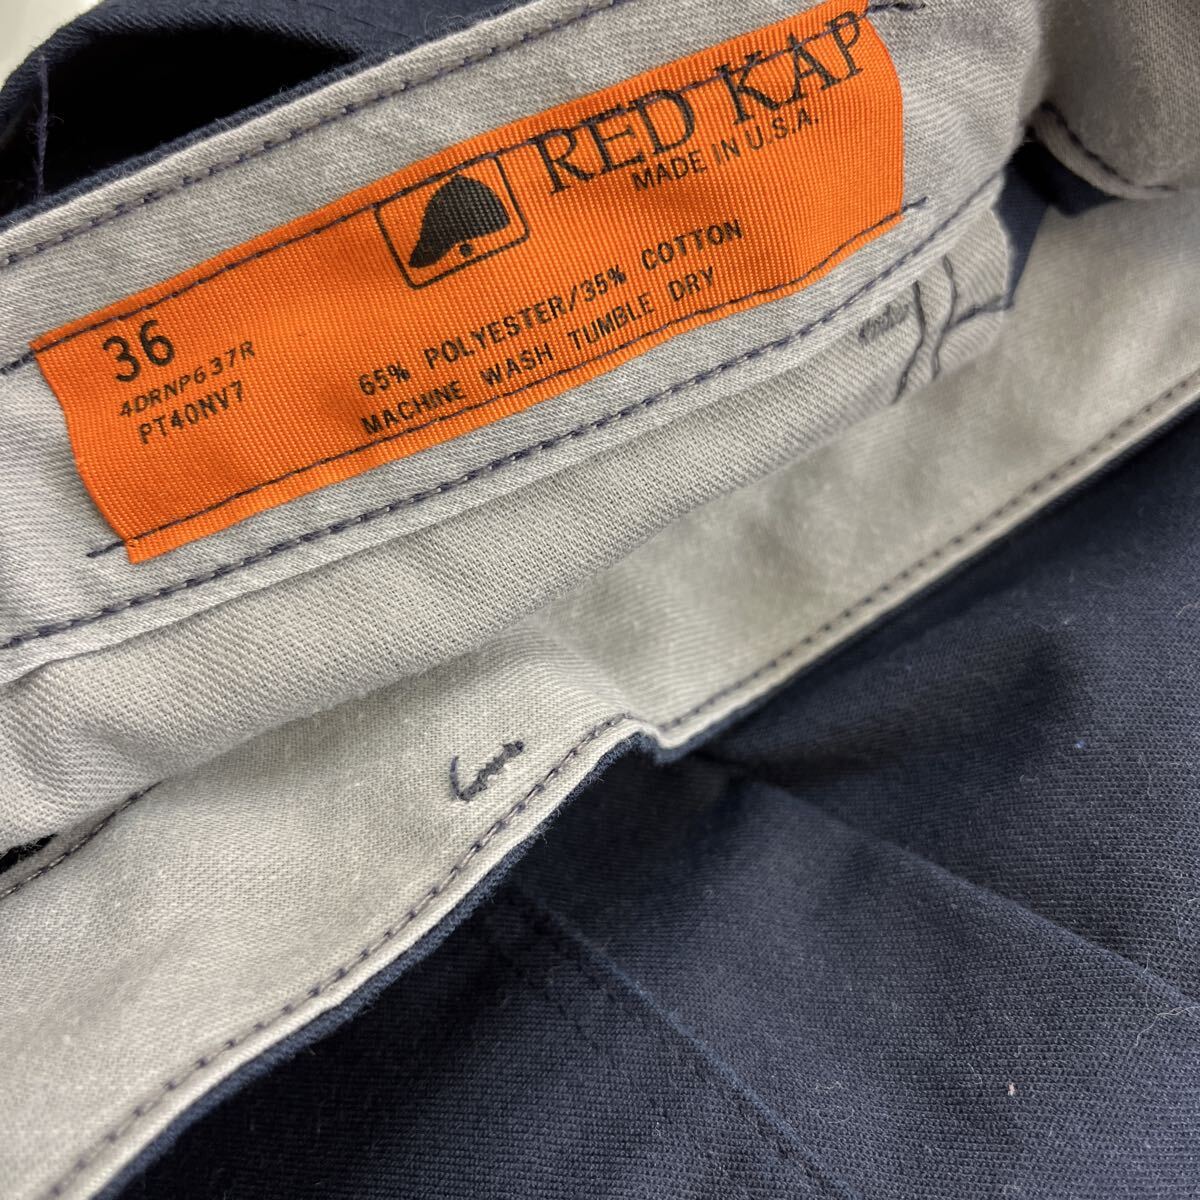 RED KAP
MADE IN U.S.A.
36
4DRNP637R
PT40NV7
65% POLYESTER/35% COTTON
MACHINE WASH TUMBLE DRY